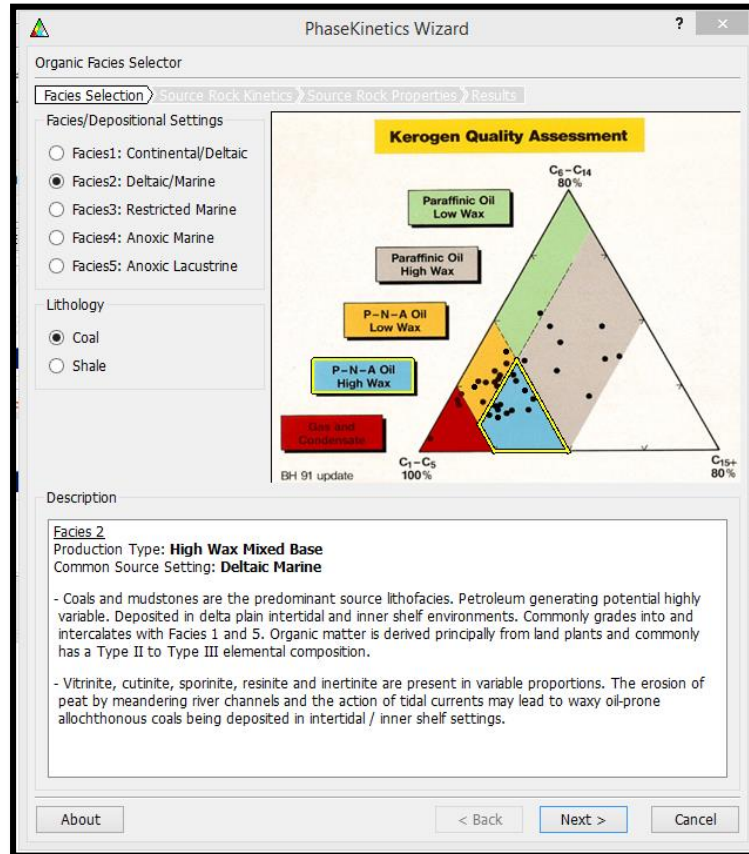 PhaseKinetics Wizard
?
×
Organic Facies Selector
Facies Selection
Source Rock Kinetics
Source Rock Properties
Results
Facies/Depositional Settings
Facies1: Continental/Deltaic
Facies2: Deltaic/Marine
Facies3: Restricted Marine
Facies4: Anoxic Marine
Facies5: Anoxic Lacustrine
Lithology
Coal
Shale
Kerogen Quality Assessment
C6-C14
80%
Paraffinic Oil
Low Wax
Paraffinic Oil
High Wax
P-N-A Oil
Low Wax
P-N-A Oil
High Wax
Gas and
Condensate
BH 91 update
C1-C5
100%
C15+
80%
Description
Facies 2
Production Type: High Wax Mixed Base
Common Source Setting: Deltaic Marine
- Coals and mudstones are the predominant source lithofacies. Petroleum generating potential highly
variable. Deposited in delta plain intertidal and inner shelf environments. Commonly grades into and
intercalates with Facies 1 and 5. Organic matter is derived principally from land plants and commonly
has a Type II to Type III elemental composition.
- Vitrinite, cutinite, sporinite, resinite and inertinite are present in variable proportions. The erosion of
peat by meandering river channels and the action of tidal currents may lead to waxy oil-prone
allochthonous coals being deposited in intertidal / inner shelf settings.
About
< Back
Next >
Cancel